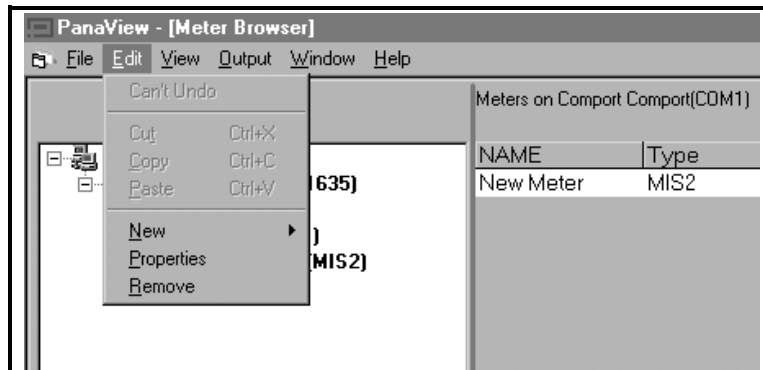 PanaView - [Meter Browser]
File Edit View Output Window Help
Can't Undo
Meters on Comport Comport(COM1)
Cut Ctrl+X
NAME Type
Copy Ctrl+C
New Meter MIS2
Paste Ctrl+V
1635)
New
)
Properties
(MIS2)
Remove